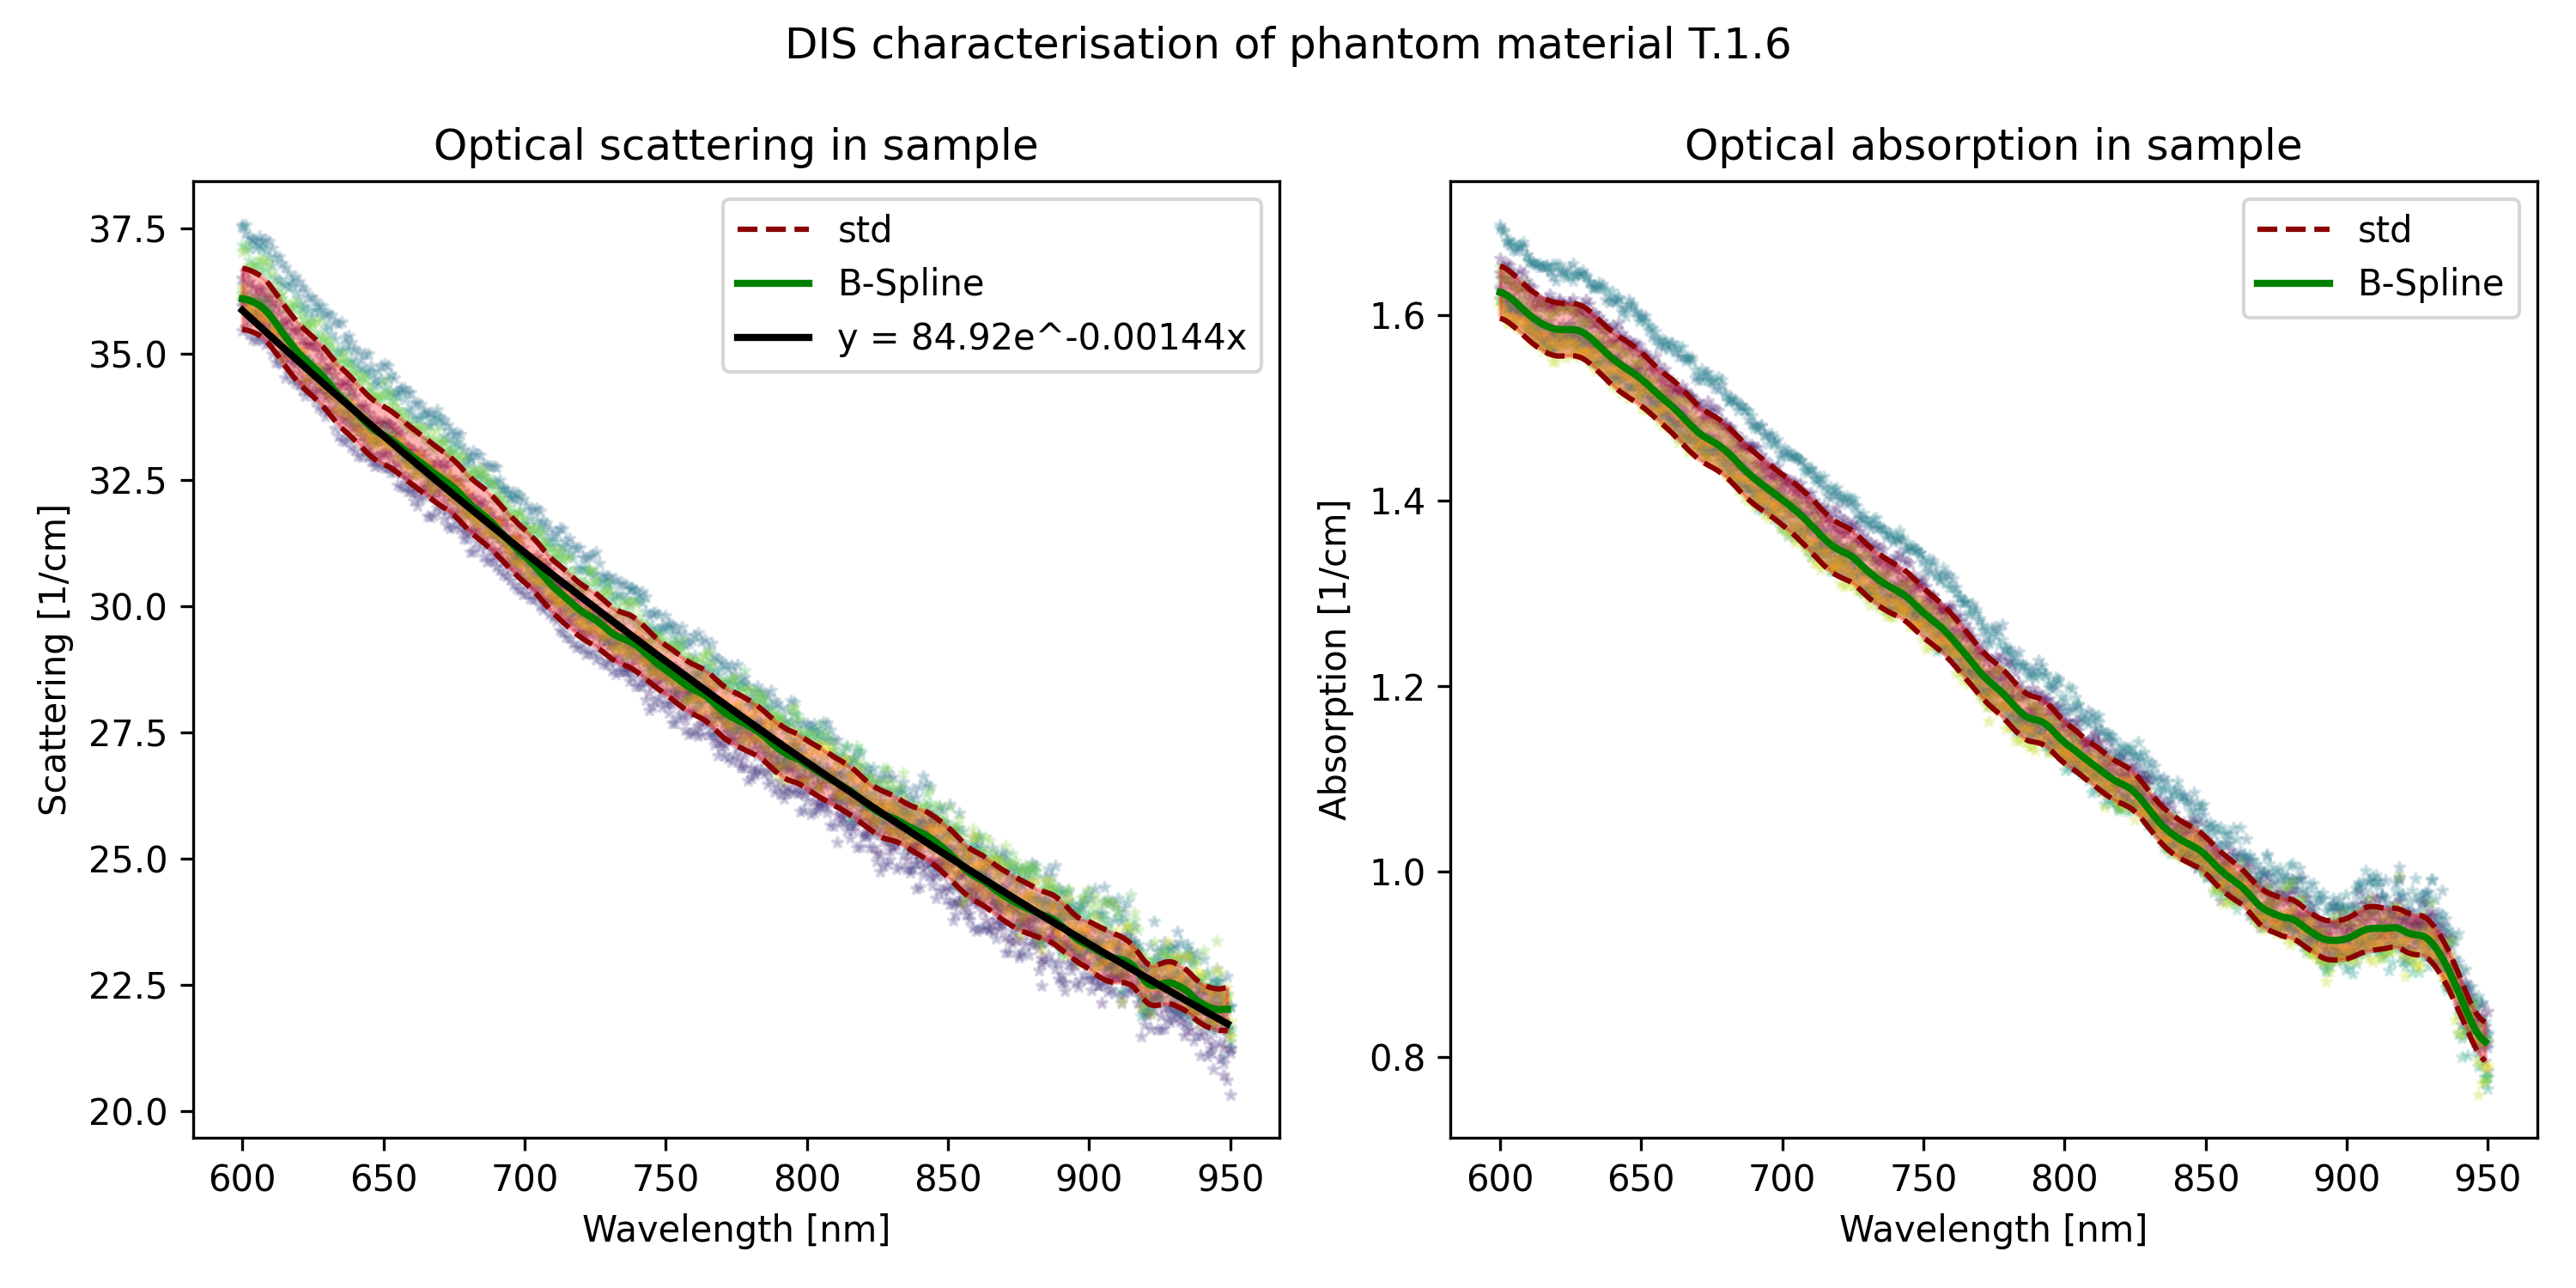 DIS characterisation of phantom material T.1.6
Optical scattering in sample
37.5
35.0
32.5
30.0
27.5
25.0
22.5
20.0
Scattering [1/cm]
600 650 700 750 800 850 900 950
Wavelength [nm]
std
B-Spline
y = 84.92e^-0.00144x
Optical absorption in sample
1.6
1.4
1.2
1.0
0.8
Absorption [1/cm]
600 650 700 750 800 850 900 950
Wavelength [nm]
std
B-Spline